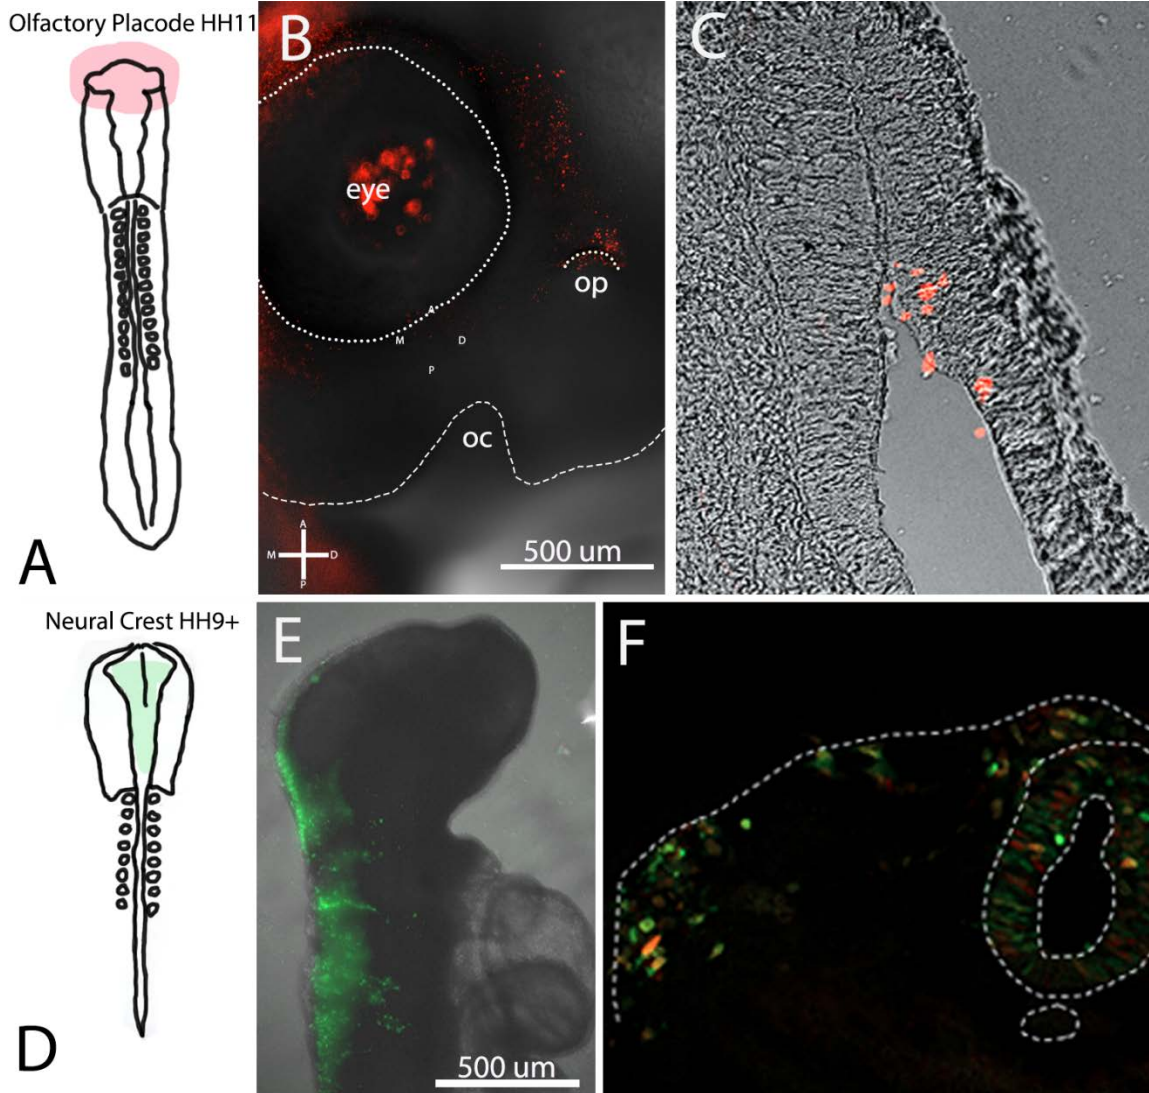 Olfactory Placode HH11
A
B
eye
op
A
M D
P
oc
A
M D
P
500 um
C
Neural Crest HH9+
D
E
500 um
F